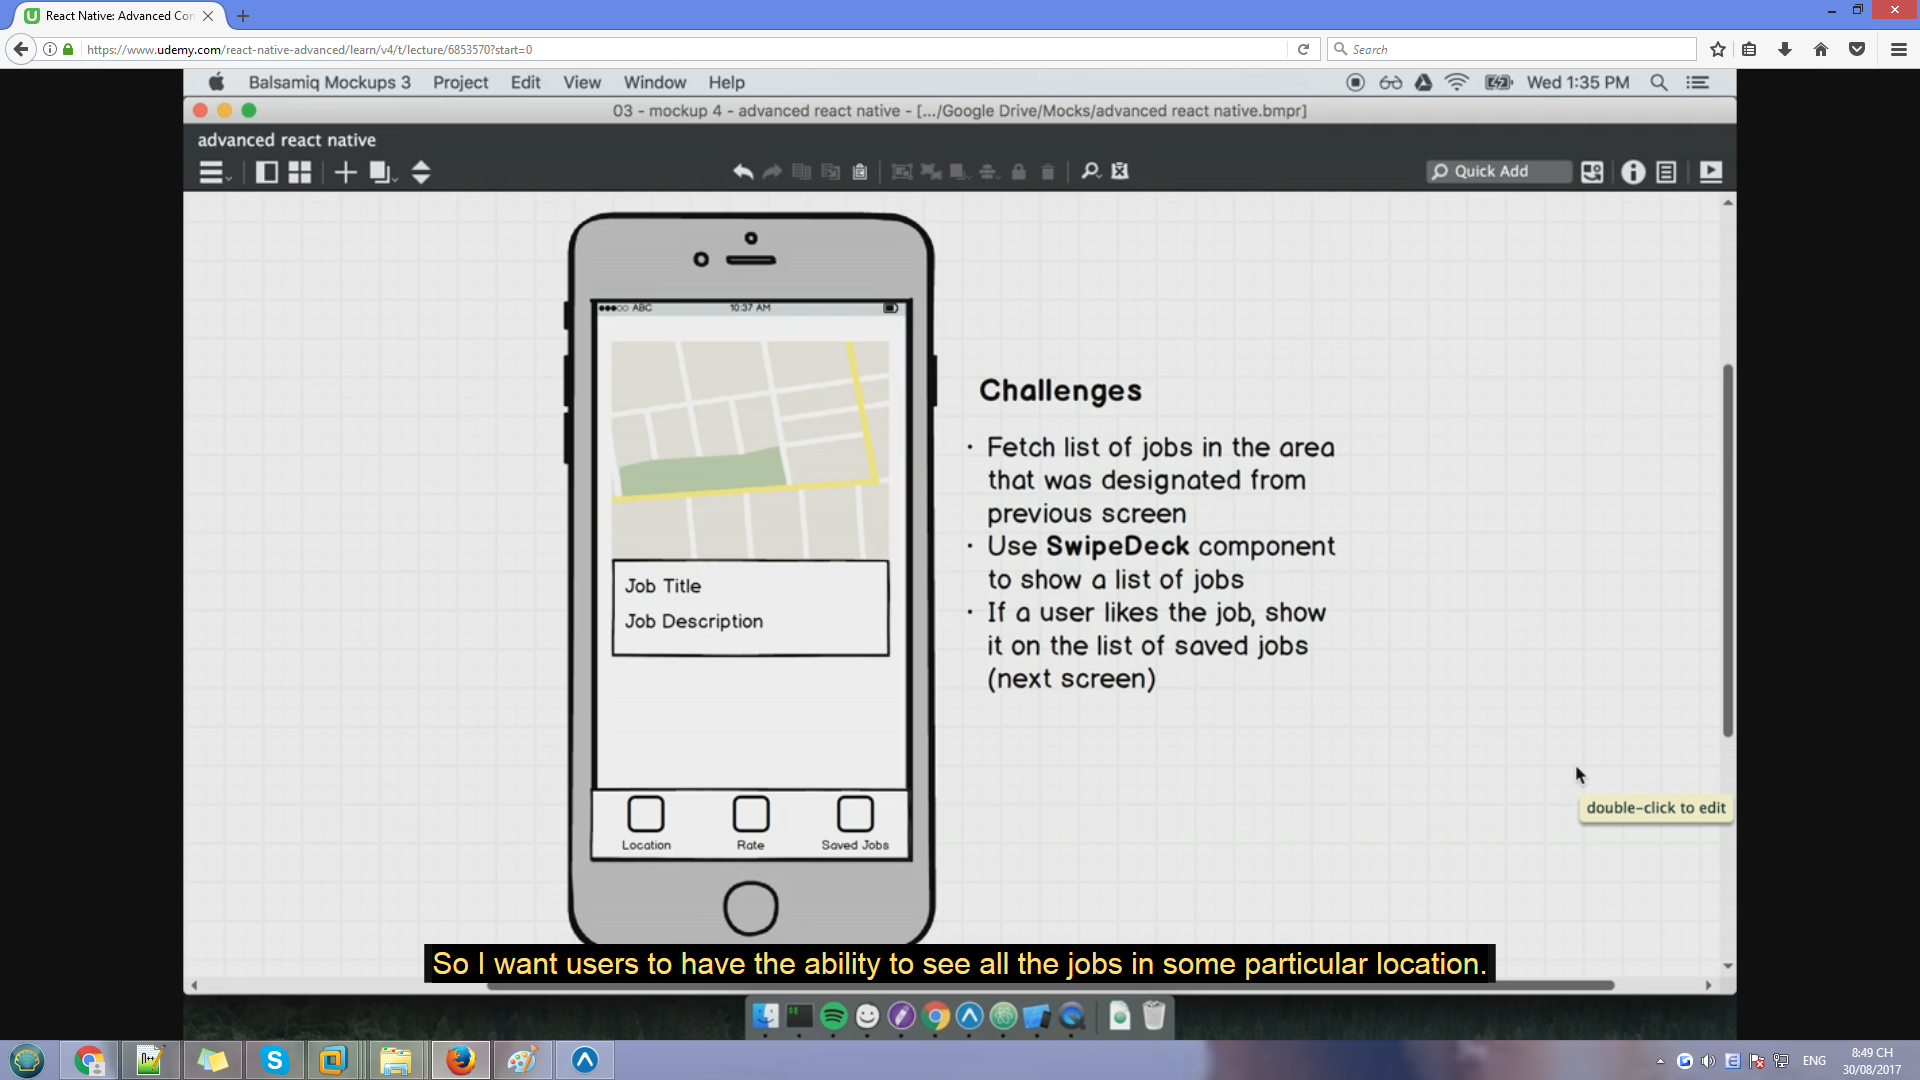 React Native: Advanced Con
https://www.udemy.com/react-native-advanced/learn/v4/t/lecture/6853570?start=0
Search
Balsamiq Mockups 3 Project Edit View Window Help
Wed 1:35 PM
03 - mockup 4 - advanced react native - [.../Google Drive/Mocks/advanced react native.bmpr]
advanced react native
Quick Add
ABC 10:37 AM
Job Title
Job Description
Location Rate Saved Jobs
Challenges
· Fetch list of jobs in the area
that was designated from
previous screen
· Use SwipeDeck component
to show a list of jobs
· If a user likes the job, show
it on the list of saved jobs
(next screen)
double-click to edit
So I want users to have the ability to see all the jobs in some particular location.
ENG
8:49 CH
30/08/2017